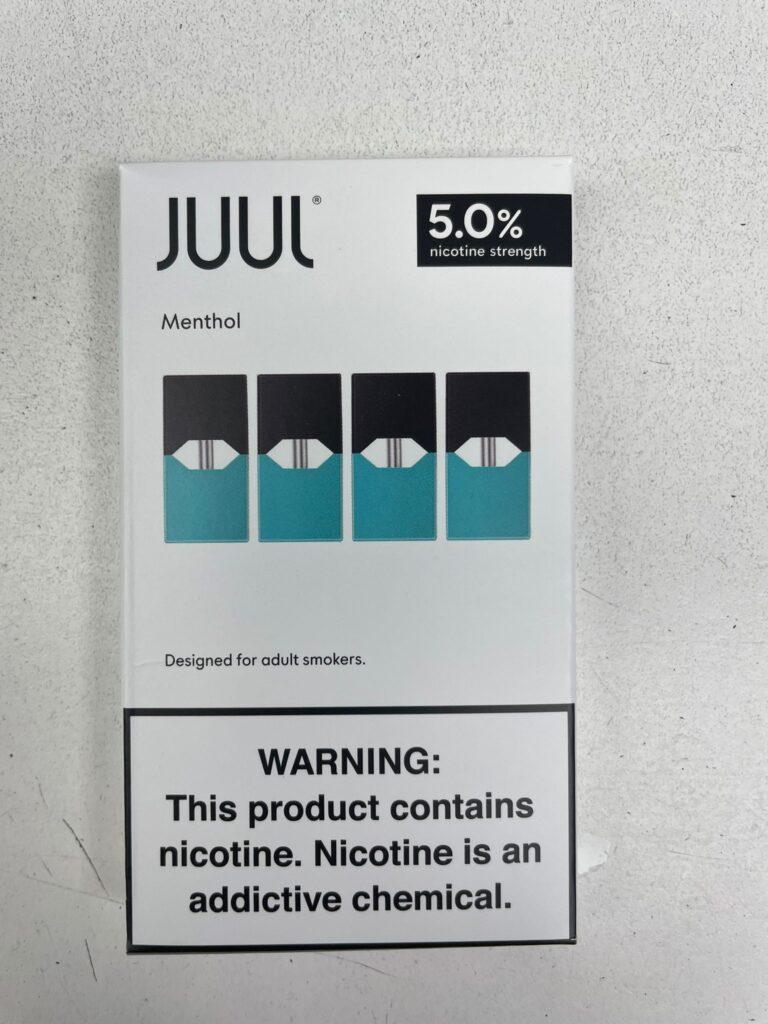 JUUL®
5.0%
nicotine strength
Menthol
Designed for adult smokers.
WARNING:
This product contains
nicotine. Nicotine is an
addictive chemical.